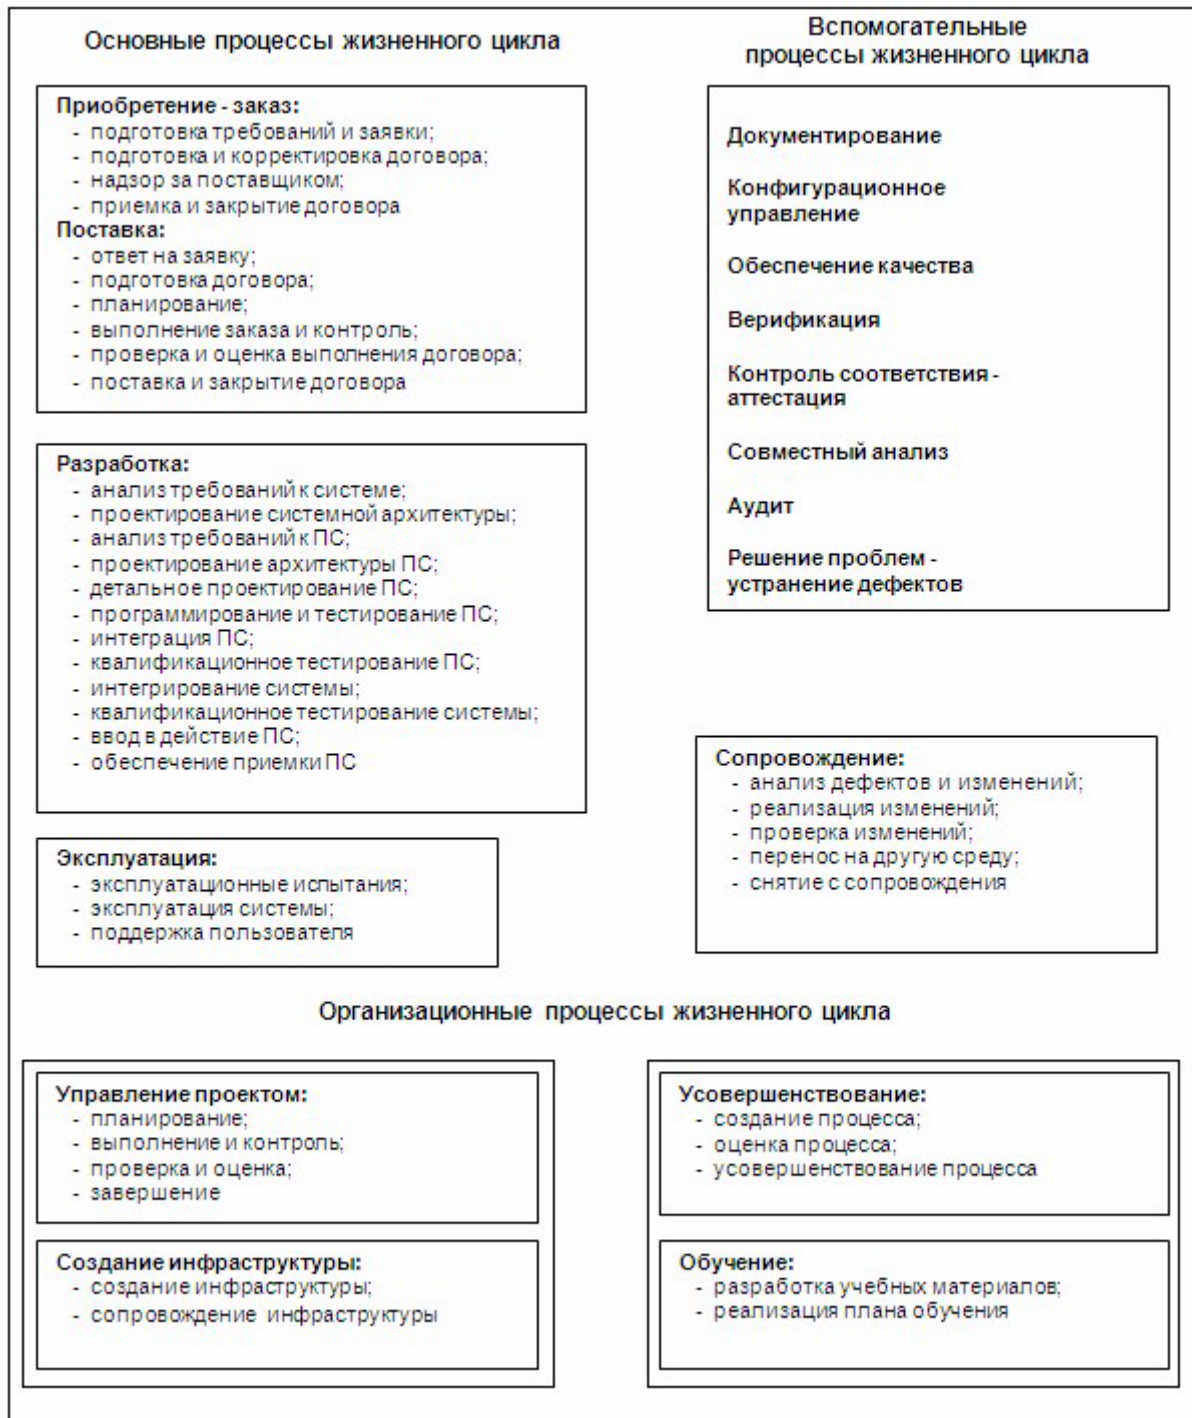 Основные процессы жизненного цикла
Вспомогательные
процессы жизненного цикла
Приобретение - заказ:
- подготовка требований и заявки;
- подготовка и корректировка договора;
- надзор за поставщиком;
- приемка и закрытие договора
Поставка:
- ответ на заявку;
- подготовка договора;
- планирование;
- выполнение заказа и контроль;
- проверка и оценка выполнения договора;
- поставка и закрытие договора
Документирование
Конфигурационное
управление
Обеспечение качества
Верификация
Контроль соответствия -
аттестация
Совместный анализ
Аудит
Решение проблем -
устранение дефектов
Разработка:
- анализ требований к системе;
- проектирование системной архитектуры;
- анализ требований к ПС;
- проектирование архитектуры ПС;
- детальное проектирование ПС;
- программирование и тестирование ПС;
- интеграция ПС;
- квалификационное тестирование ПС;
- интегрирование системы;
- квалификационное тестирование системы;
- ввод в действие ПС;
- обеспечение приемки ПС
Сопровождение:
- анализ дефектов и изменений;
- реализация изменений;
- проверка изменений;
- перенос на другую среду;
- снятие с сопровождения
Эксплуатация:
- эксплуатационные испытания;
- эксплуатация системы;
- поддержка пользователя
Организационные процессы жизненного цикла
Управление проектом:
- планирование;
- выполнение и контроль;
- проверка и оценка;
- завершение
Усовершенствование:
- создание процесса;
- оценка процесса;
- усовершенствование процесса
Создание инфраструктуры:
- создание инфраструктуры;
- сопровождение инфраструктуры
Обучение:
- разработка учебных материалов;
- реализация плана обучения